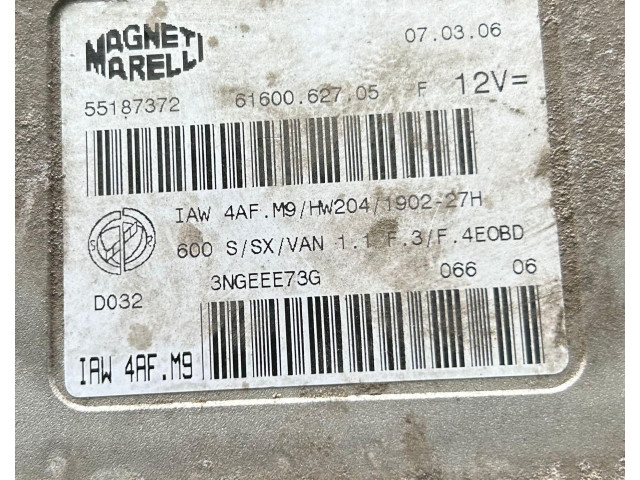 MAGNETI
MARELLI
07.03.06
55187372 61600.627.05 F 12V=
IAW 4AF.M9/HW204/1902-27H
600 S/SX/VAN 1.1 F.3/F.4EOBD
3NGEEE73G 066 06
D032
IAW 4AF.M9